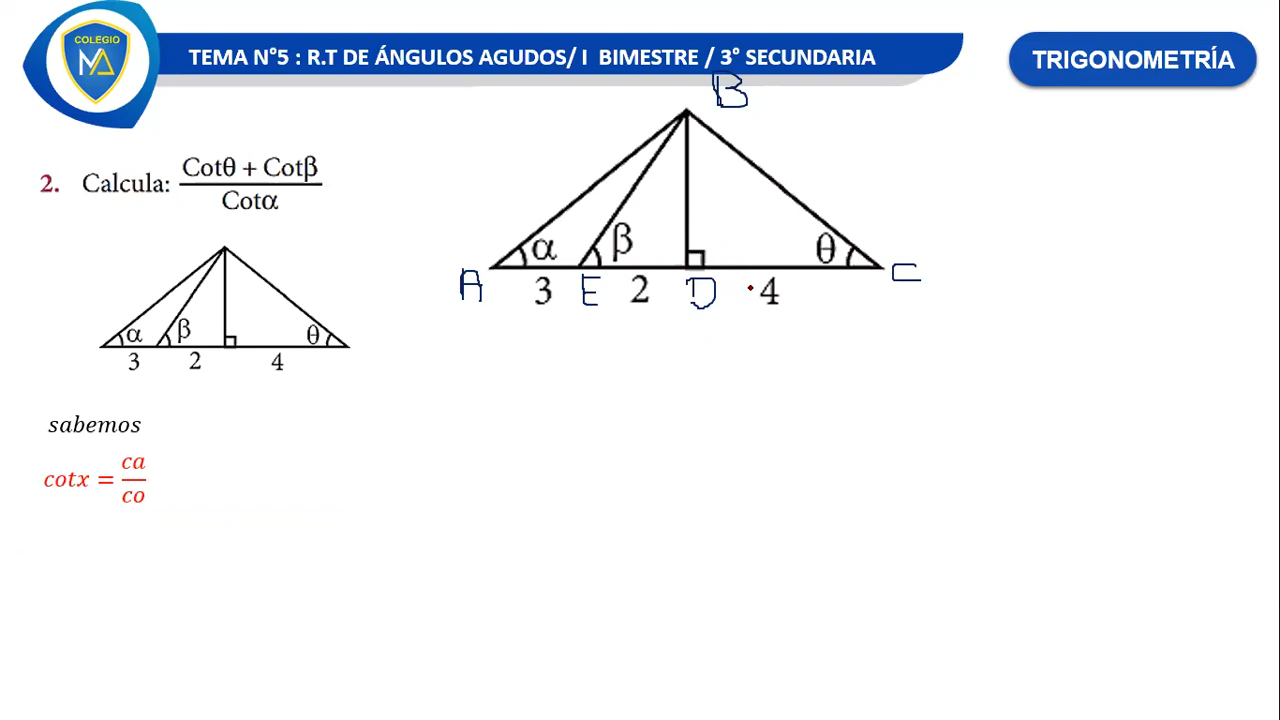 COLEGIO
MA
TEMA N°5 : R.T DE ÁNGULOS AGUDOS/ I BIMESTRE / 3° SECUNDARIA
TRIGONOMETRÍA
2. Calcula: (Cotθ + Cotβ) / Cotα
α β θ
3 2 4
B
α β θ
A 3 E 2 D 4 C
sabemos
cotx = ca/co